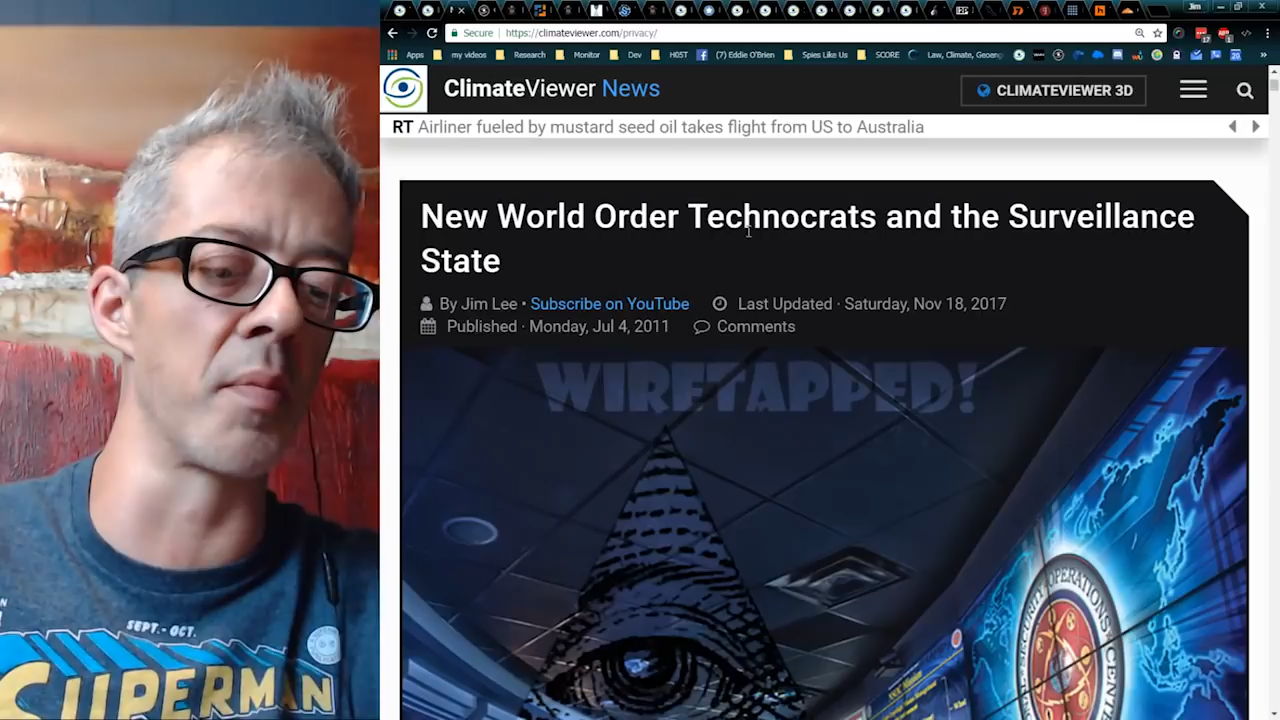 Jim
Secure
https://climateviewer.com/privacy/
Apps
my videos
Research
Monitor
Dev
HOST
(7) Eddie O'Brien
Spies Like Us
SCORE
Law, Climate, Geoeng
ClimateViewer News
CLIMATEVIEWER 3D
RT Airliner fueled by mustard seed oil takes flight from US to Australia
New World Order Technocrats and the Surveillance
State
By Jim Lee • Subscribe on YouTube
Last Updated · Saturday, Nov 18, 2017
Published · Monday, Jul 4, 2011
Comments
WIRETAPPED!
SEPT.-OCT.
SUPERMAN
SECURITY OPERATIONS CENTER